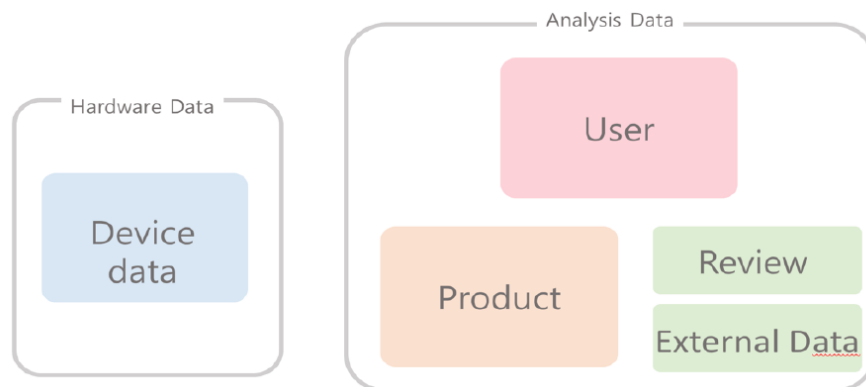 Analysis Data
User
Hardware Data
Device
data
Product
Review
External Data